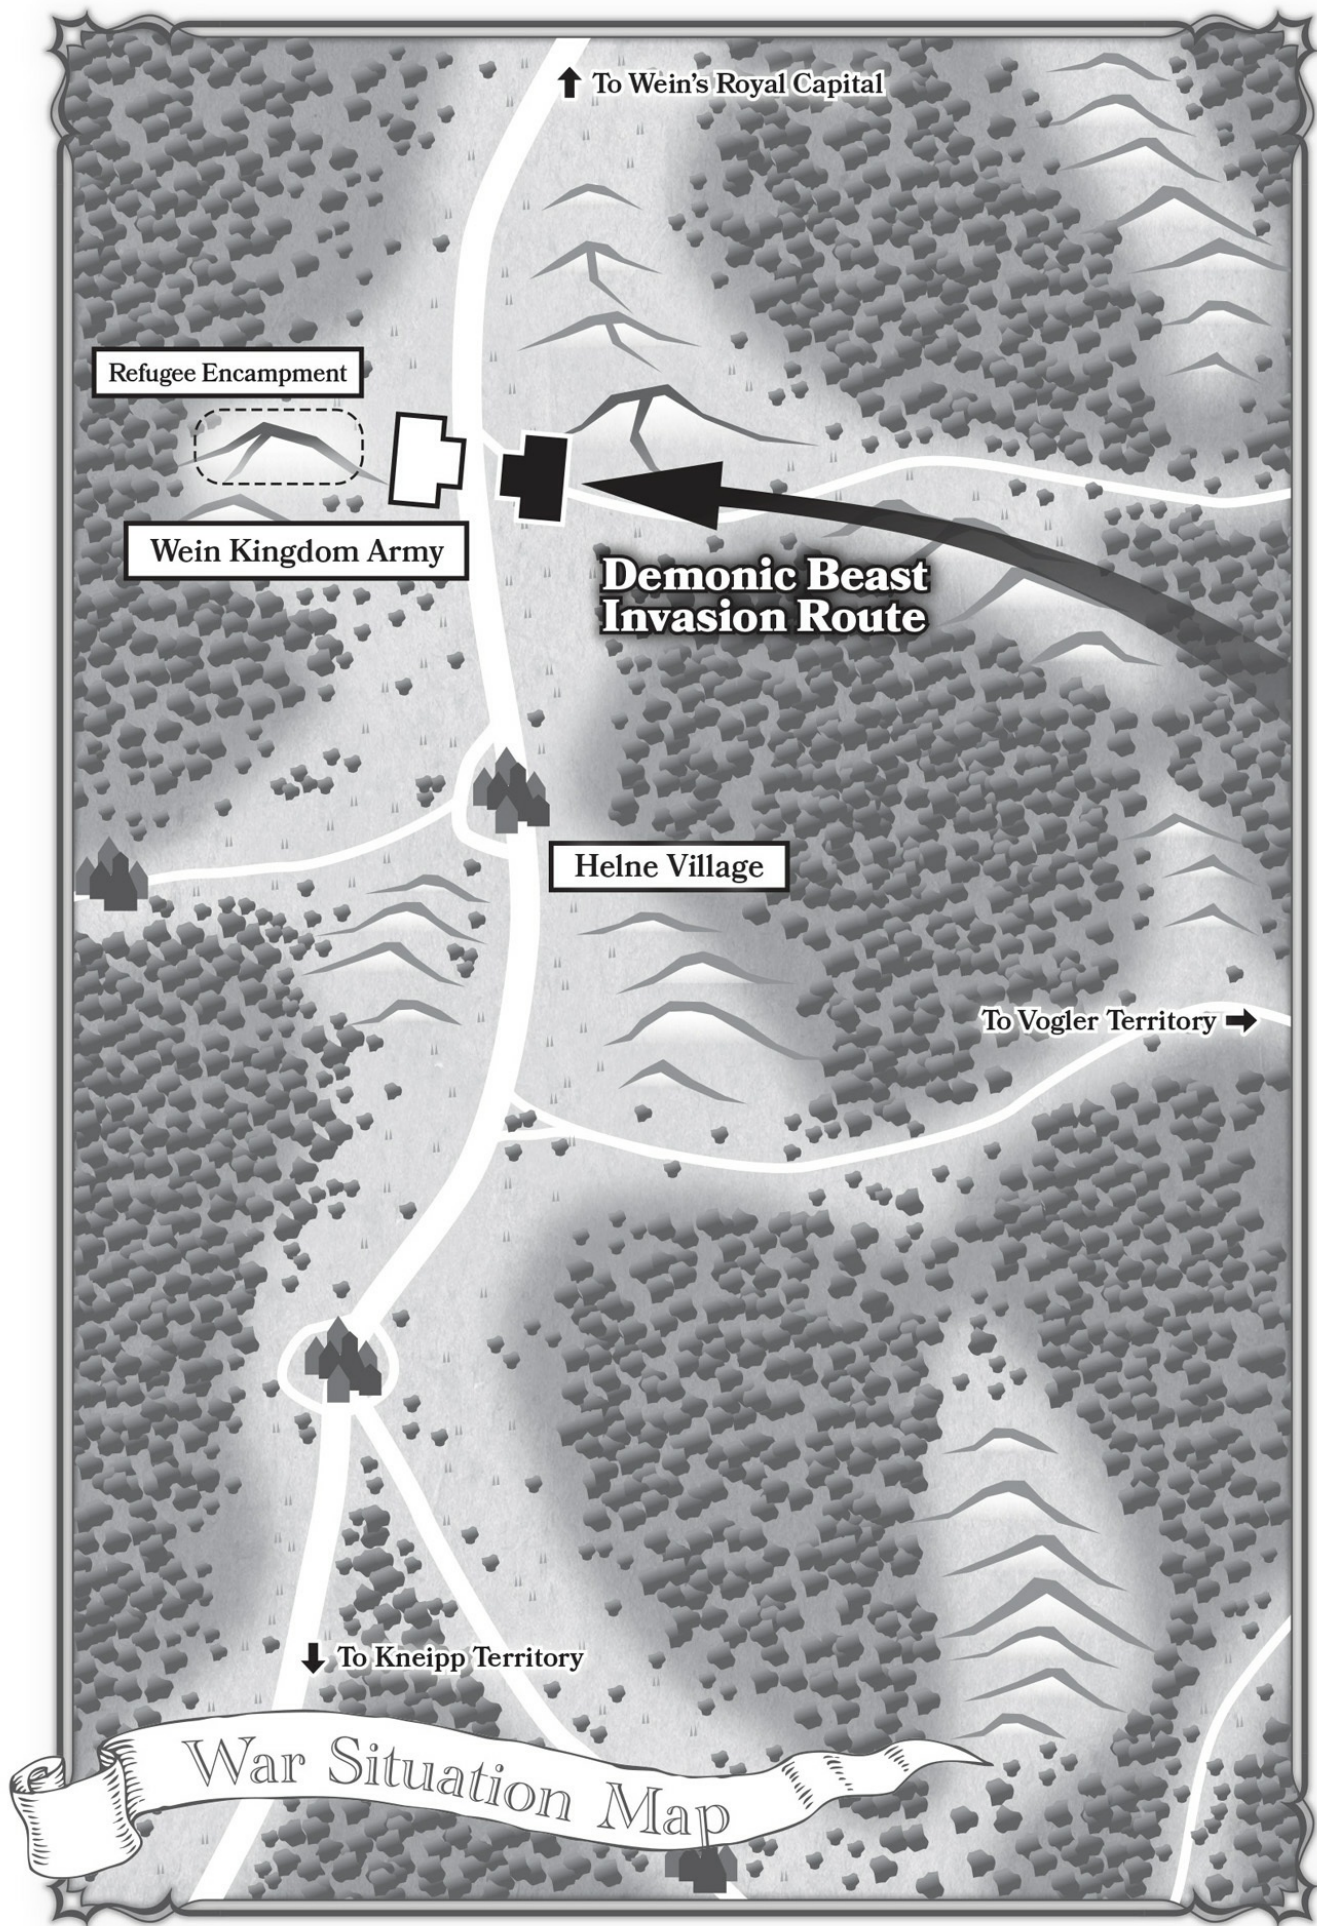 To Wein's Royal Capital
Refugee Encampment
Wein Kingdom Army
Demonic Beast
Invasion Route
Helne Village
To Vogler Territory
To Kneipp Territory
War Situation Map